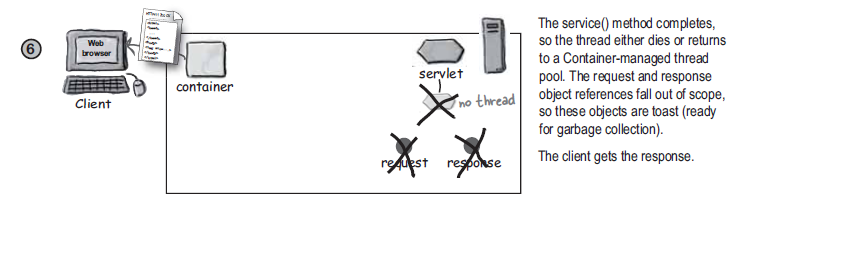 6
Web
browser
Client
container
servlet
no thread
request
response
The service() method completes,
so the thread either dies or returns
to a Container-managed thread
pool. The request and response
object references fall out of scope,
so these objects are toast (ready
for garbage collection).
The client gets the response.